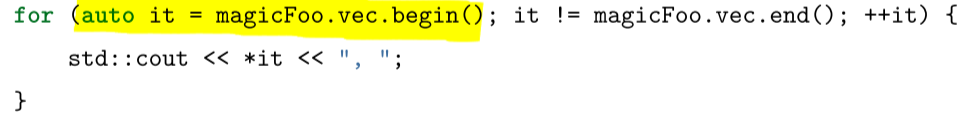 for (auto it = magicFoo.vec.begin(); it != magicFoo.vec.end(); ++it) {
    std::cout << *it << ", ";
}